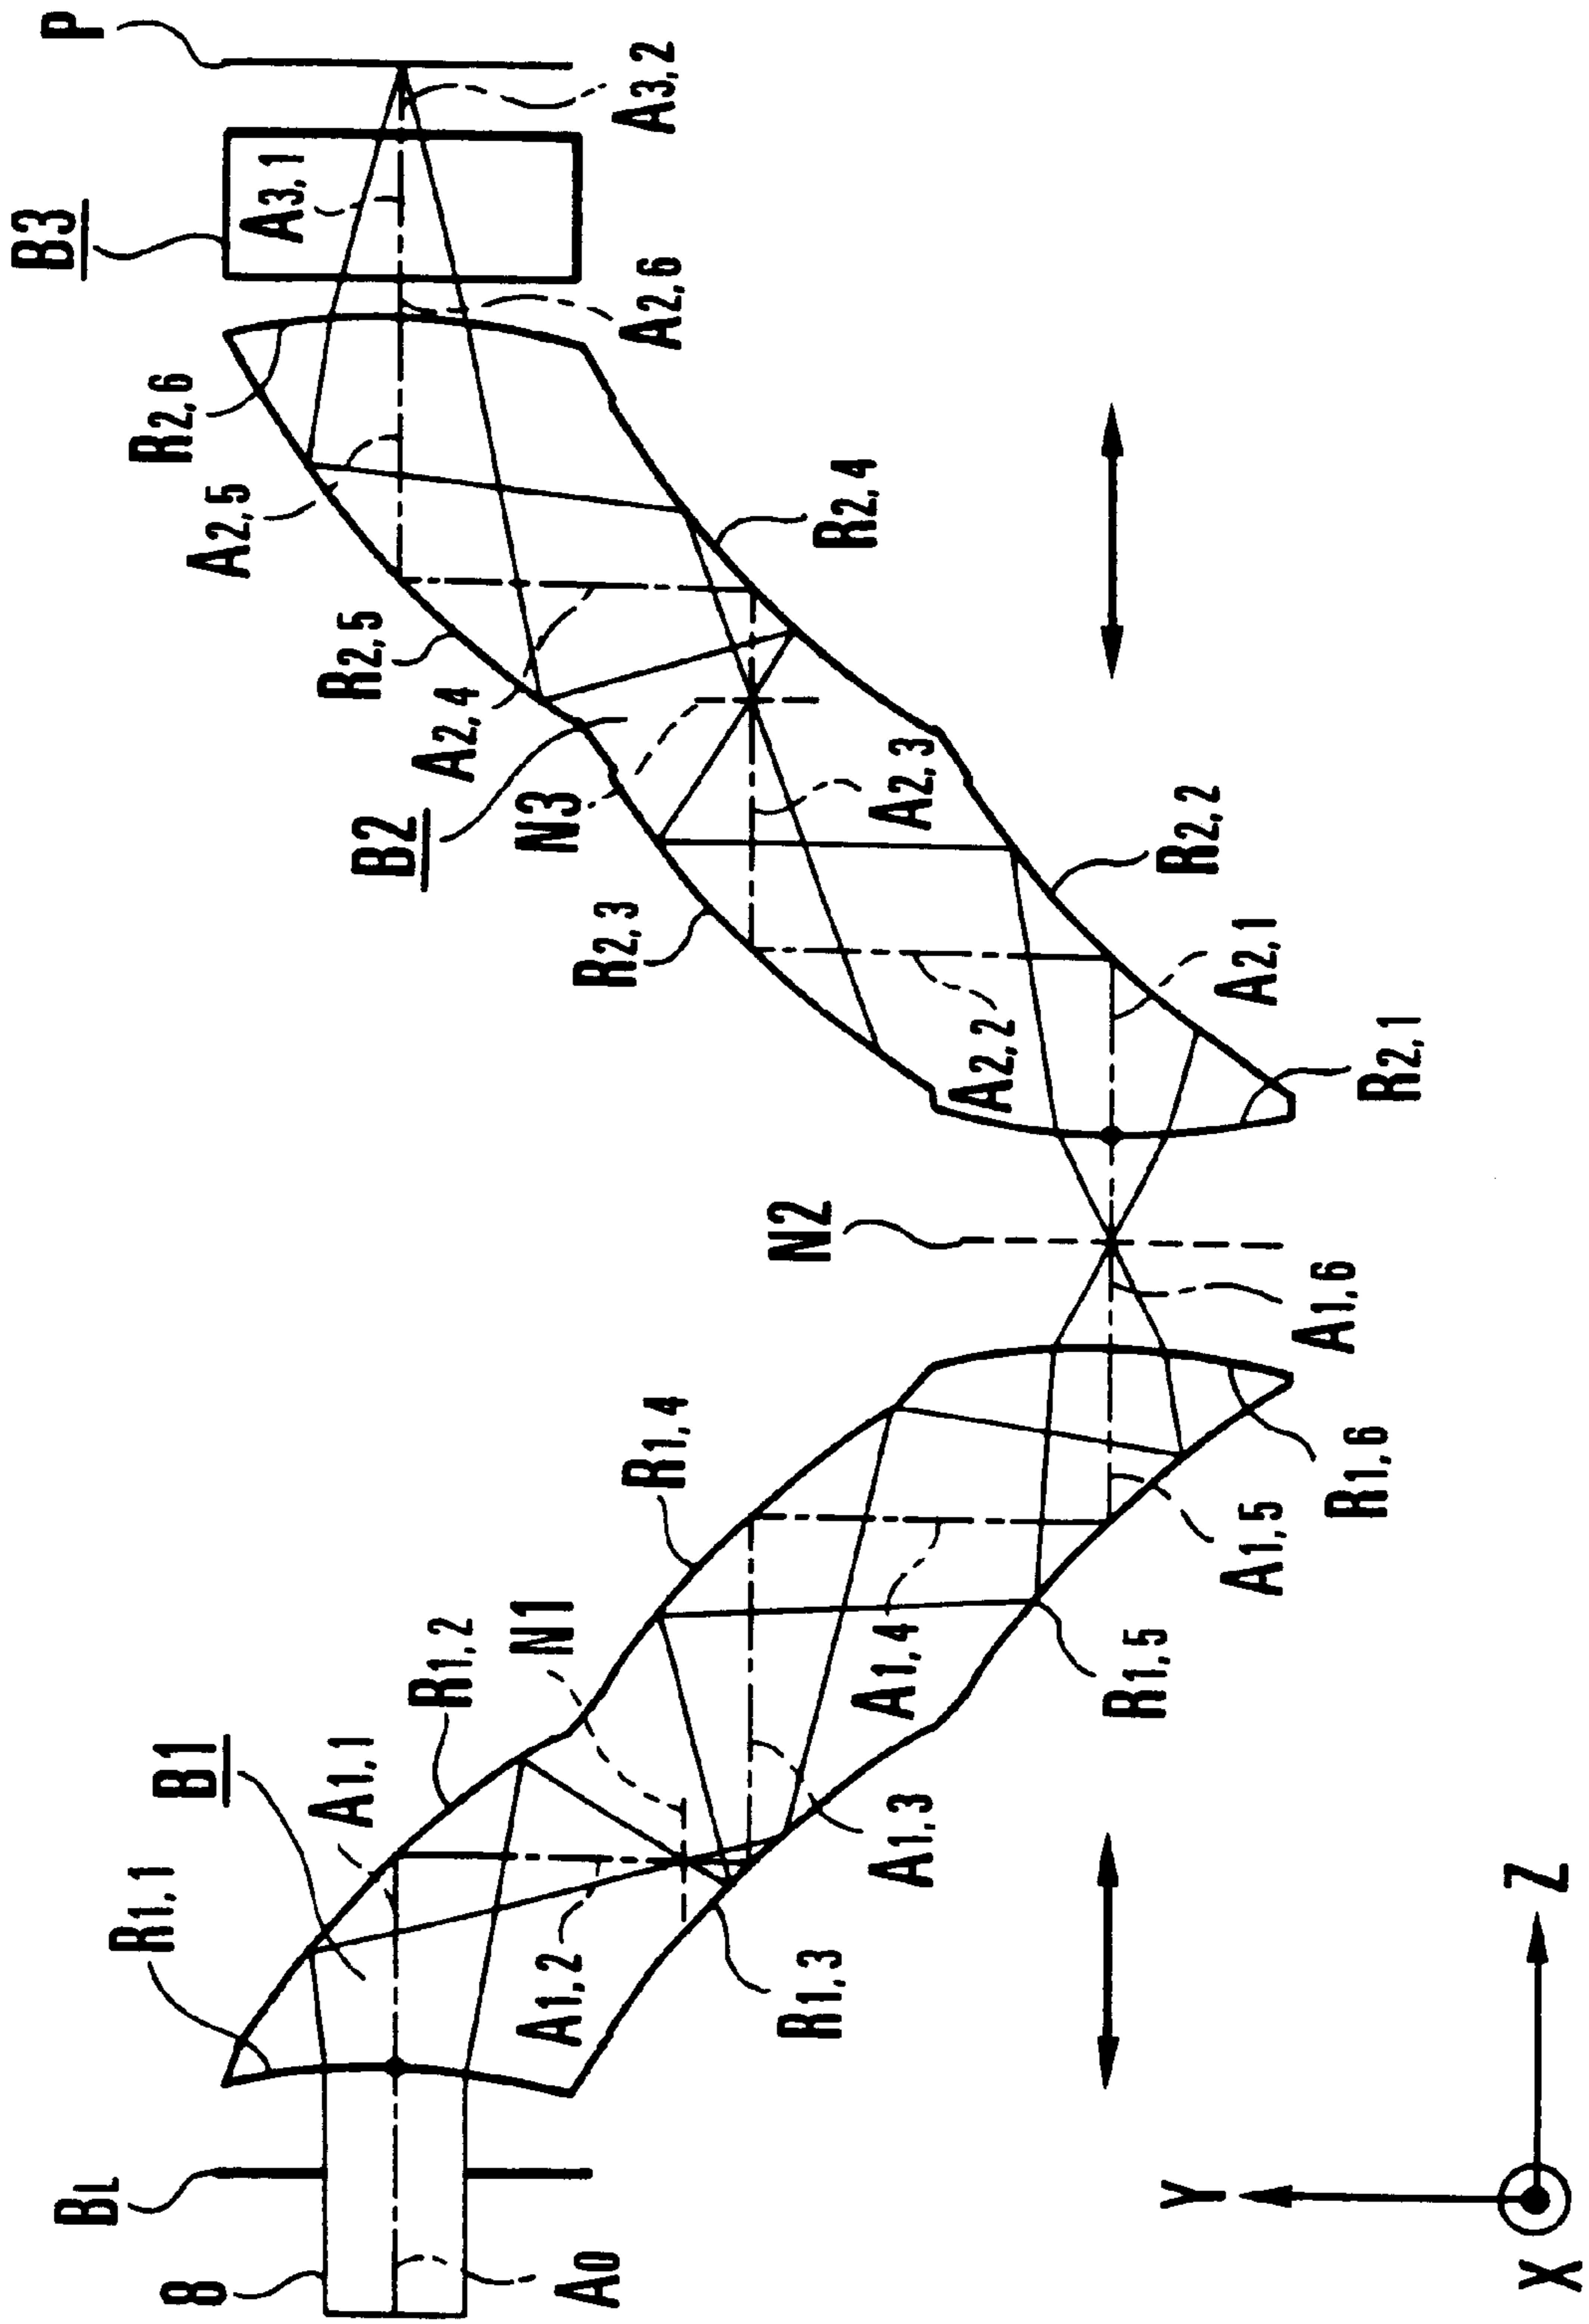 8
BL
A0
R1,1
B1
A1,1
R1,2
N1
A1,2
R1,3
A1,3
R1,4
A1,4
R1,5
A1,5
R1,6
A1,6
N2
R2,1
A2,1
A2,2
R2,2
R2,3
A2,3
B2
N3
A2,4
R2,4
R2,5
A2,5
R2,6
A2,6
B3
A3,1
A3,2
P
Y
Z
X